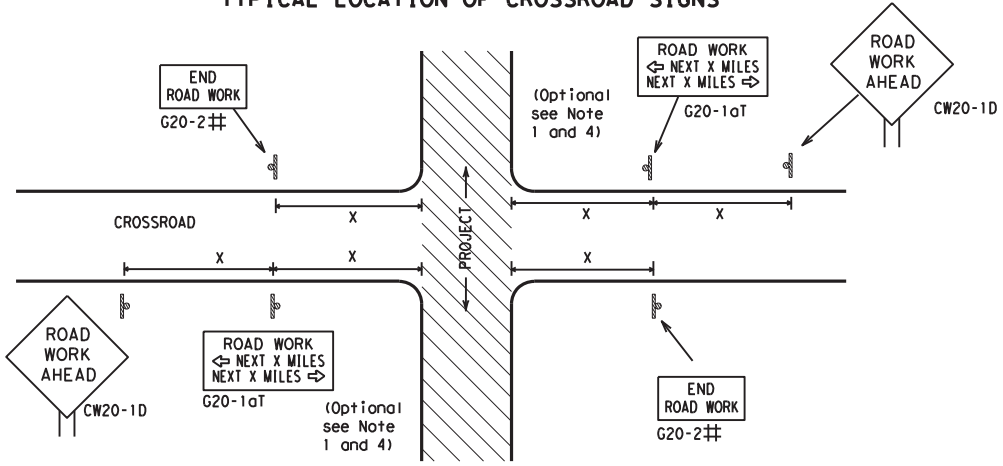 TYPICAL LOCATION OF CROSSROAD SIGNS
END
ROAD WORK
G20-2#
(Optional
see Note
1 and 4)
ROAD WORK
⇦ NEXT X MILES
NEXT X MILES ⇨
G20-1aT
ROAD
WORK
AHEAD
CW20-1D
X
X
X
CROSSROAD
PROJECT
X
X
X
ROAD
WORK
AHEAD
CW20-1D
ROAD WORK
⇦ NEXT X MILES
NEXT X MILES ⇨
G20-1aT
(Optional
see Note
1 and 4)
END
ROAD WORK
G20-2#